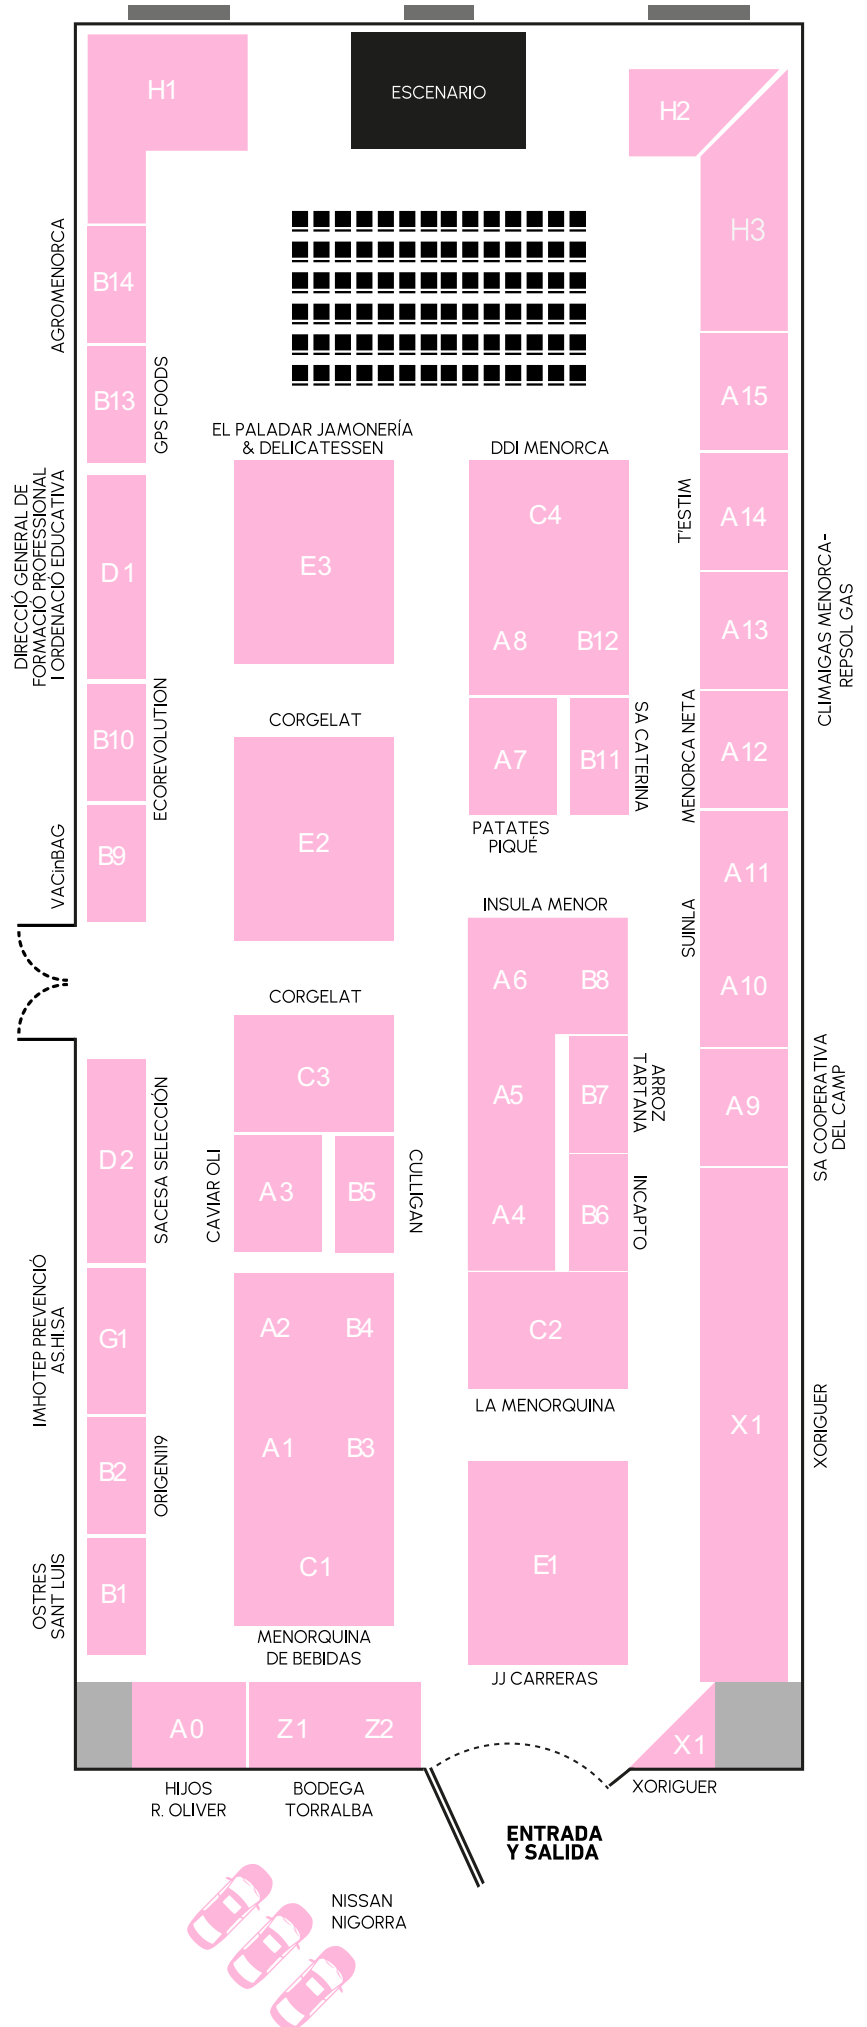 H1
ESCENARIO
H2
H3
AGROMENORCA
B14
B13
GPS FOODS
A15
EL PALADAR JAMONERÍA
& DELICATESSEN
DDI MENORCA
DIRECCIÓ GENERAL DE
FORMACIÓ PROFESSIONAL
I ORDENACIÓ EDUCATIVA
D1
E3
C4
A8
B12
T'ESTIM
A14
A13
CLIMAIGAS MENORCA-
REPSOL GAS
B10
ECOREVOLUTION
CORGELAT
A7
B11
SA CATERINA
PATATES
PIQUÉ
MENORCA NETA
A12
VACinBAG
B9
E2
INSULA MENOR
SUINLA
A11
A10
A6
B8
CORGELAT
C3
A5
B7
ARROZ
TARTANA
A9
SA COOPERATIVA
DEL CAMP
D2
SACESA SELECCIÓN
CAVIAR OLI
A3
B5
CULLIGAN
A4
B6
INCAPTO
IMHOTEP PREVENCIÓ
AS.HI.SA
G1
A2
B4
C2
LA MENORQUINA
B2
ORIGEN119
A1
B3
X1
XORIGUER
OSTRES
SANT LUIS
B1
C1
MENORQUINA
DE BEBIDAS
E1
JJ CARRERAS
A0
Z1
Z2
X1
HIJOS
R. OLIVER
BODEGA
TORRALBA
XORIGUER
ENTRADA
Y SALIDA
NISSAN
NIGORRA